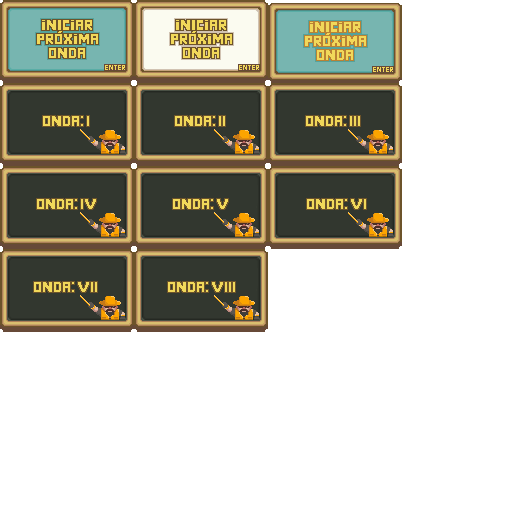 INICIAR
PRÓXIMA
ONDA
ENTER
INICIAR
PRÓXIMA
ONDA
ENTER
INICIAR
PRÓXIMA
ONDA
ENTER
ONDA: I
ONDA: II
ONDA: III
ONDA: IV
ONDA: V
ONDA: VI
ONDA: VII
ONDA: VIII